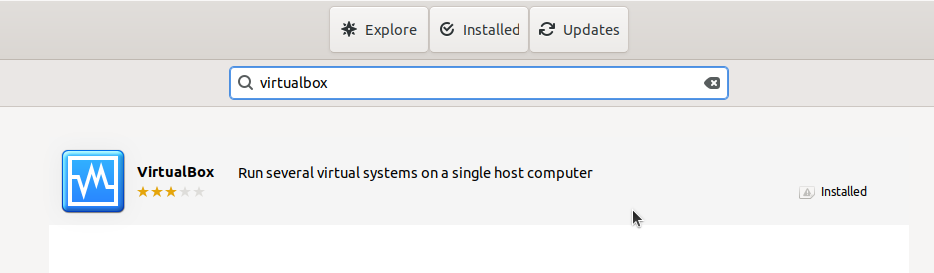 Explore Installed Updates
virtualbox
VirtualBox Run several virtual systems on a single host computer
Installed